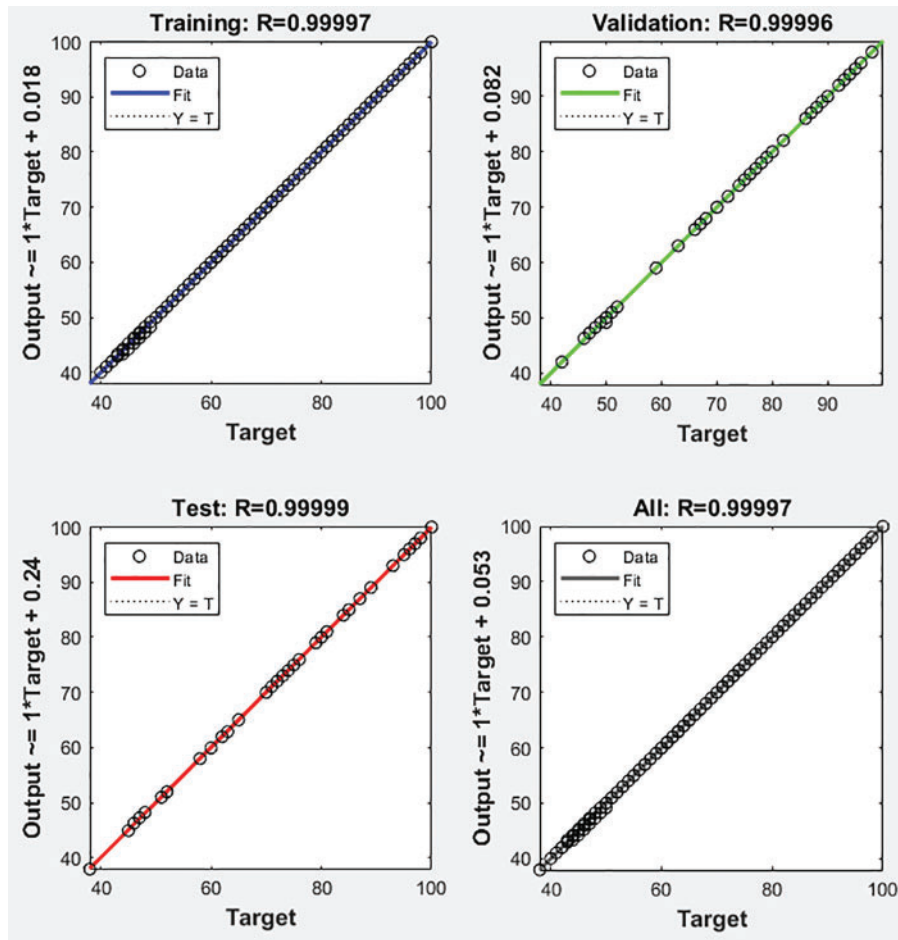 Training: R=0.99997
Output ~= 1*Target + 0.018
100
90
80
70
60
50
40
Data
Fit
Y = T
40
60
80
100
Target
Validation: R=0.99996
Output ~= 1*Target + 0.082
100
90
80
70
60
50
40
Data
Fit
Y = T
40
50
60
70
80
90
Target
Test: R=0.99999
Output ~= 1*Target + 0.24
100
90
80
70
60
50
40
Data
Fit
Y = T
40
60
80
100
Target
All: R=0.99997
Output ~= 1*Target + 0.053
100
90
80
70
60
50
40
Data
Fit
Y = T
40
60
80
100
Target